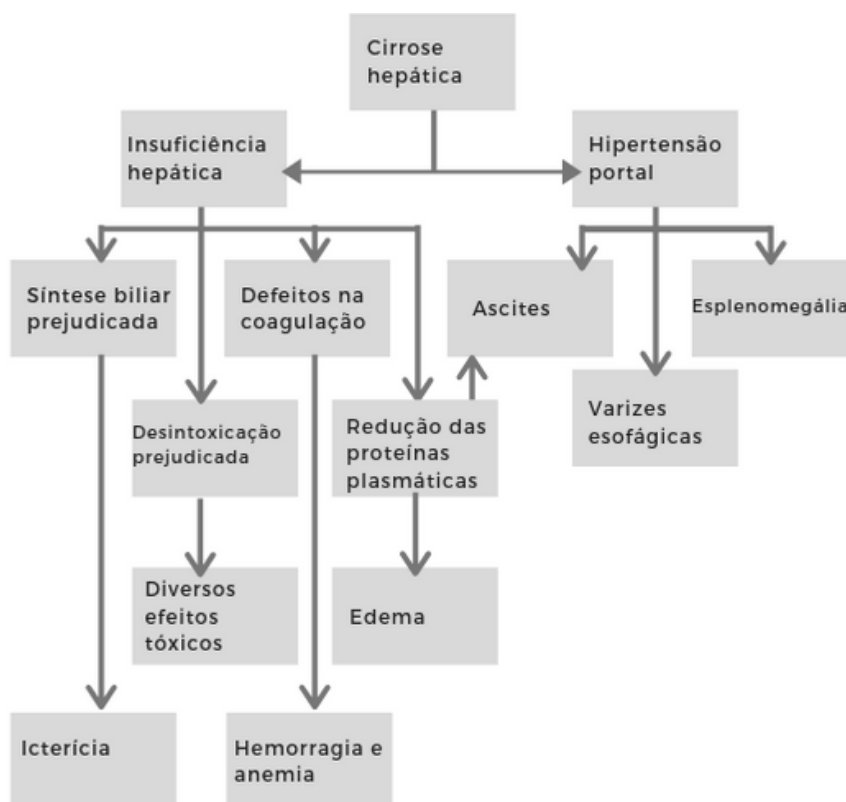 Cirrose
hepática
Insuficiência
hepática
Hipertensão
portal
Síntese biliar
prejudicada
Defeitos na
coagulação
Ascites
Esplenomegália
Desintoxicação
prejudicada
Redução das
proteínas
plasmáticas
Varizes
esofágicas
Diversos
efeitos
tóxicos
Edema
Icterícia
Hemorragia e
anemia